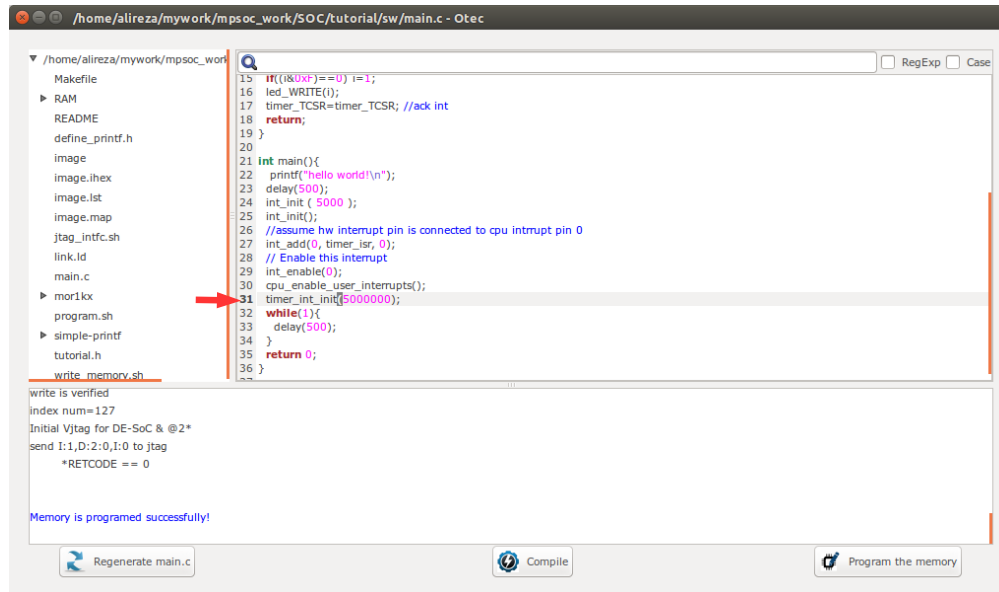 /home/alireza/mywork/mpsoc_work/SOC/tutorial/sw/main.c - Otec
/home/alireza/mywork/mpsoc_work
Makefile
RAM
README
define_printf.h
image
image.ihex
image.lst
image.map
jtag_intfc.sh
link.ld
main.c
mor1kx
program.sh
simple-printf
tutorial.h
write_memory.sh
RegExp
Case
15 if((i&0xF)==0) i=1;
16 led_WRITE(i);
17 timer_TCSR=timer_TCSR; //ack int
18 return;
19 }
20
21 int main(){
22 printf("hello world!\n");
23 delay(500);
24 int_init ( 5000 );
25 int_init();
26 //assume hw interrupt pin is connected to cpu intrrupt pin 0
27 int_add(0, timer_isr, 0);
28 // Enable this interrupt
29 int_enable(0);
30 cpu_enable_user_interrupts();
31 timer_int_init(5000000);
32 while(1){
33 delay(500);
34 }
35 return 0;
36 }
37
write is verified
index num=127
Initial Vjtag for DE-SoC & @2*
send I:1,D:2:0,I:0 to jtag
*RETCODE == 0
Memory is programed successfully!
Regenerate main.c
Compile
Program the memory